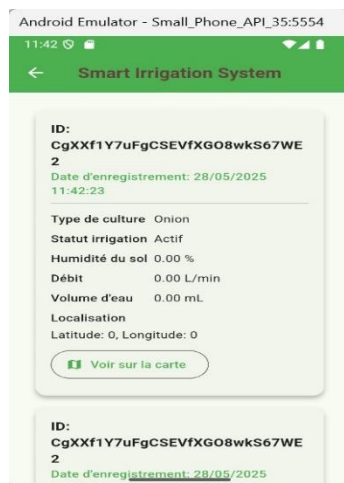 Android Emulator - Small_Phone_API_35:5554
11:42
Smart Irrigation System
ID:
CgXXf1Y7uFgCSEVfXGO8wkS67WE
2
Date d'enregistrement: 28/05/2025
11:42:23
Type de culture Onion
Statut irrigation Actif
Humidité du sol 0.00 %
Débit 0.00 L/min
Volume d'eau 0.00 mL
Localisation
Latitude: 0, Longitude: 0
Voir sur la carte
ID:
CgXXf1Y7uFgCSEVfXGO8wkS67WE
2
Date d'enregistrement: 28/05/2025